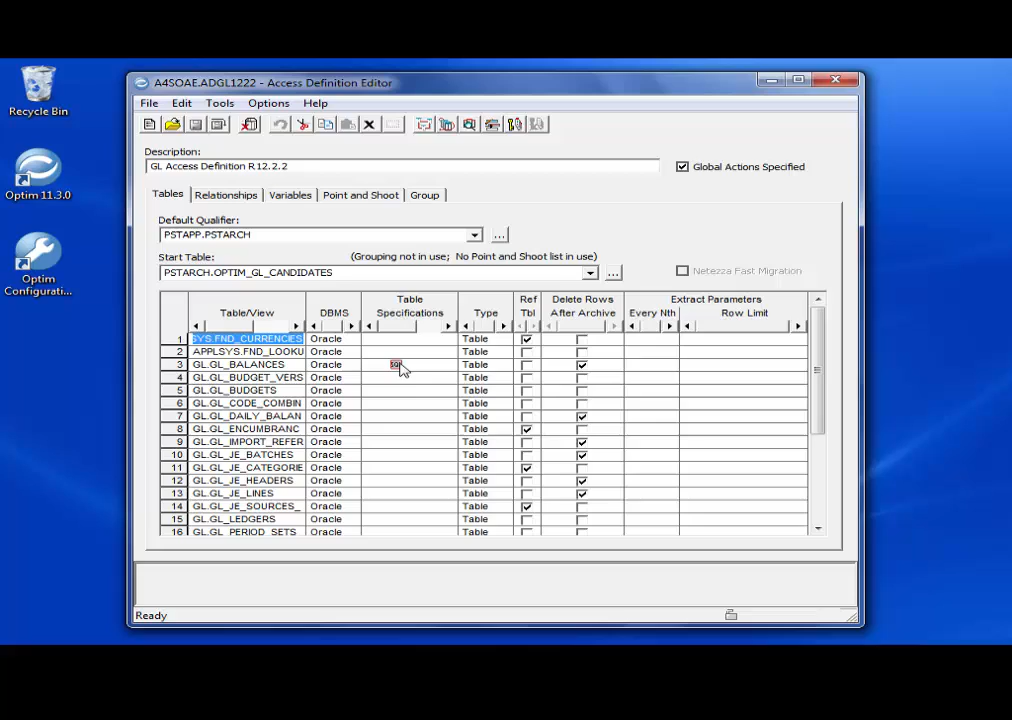 Recycle Bin
Optim 11.3.0
Optim
Configurati...
A4SOAE.ADGL1222 - Access Definition Editor
File Edit Tools Options Help
Description:
GL Access Definition R12.2.2
Global Actions Specified
Tables Relationships Variables Point and Shoot Group
Default Qualifier:
PSTAPP.PSTARCH
...
Start Table: (Grouping not in use; No Point and Shoot list in use)
PSTARCH.OPTIM_GL_CANDIDATES
...
Netezza Fast Migration
Table/View DBMS Table Specifications Type Ref Tbl Delete Rows After Archive Extract Parameters Every Nth Row Limit
1 SYS.FND_CURRENCIES Oracle Table
2 APPLSYS.FND_LOOKU Oracle Table
3 GL.GL_BALANCES Oracle Table
4 GL.GL_BUDGET_VERS Oracle Table
5 GL.GL_BUDGETS Oracle Table
6 GL.GL_CODE_COMBIN Oracle Table
7 GL.GL_DAILY_BALAN Oracle Table
8 GL.GL_ENCUMBRANC Oracle Table
9 GL.GL_IMPORT_REFER Oracle Table
10 GL.GL_JE_BATCHES Oracle Table
11 GL.GL_JE_CATEGORIE Oracle Table
12 GL.GL_JE_HEADERS Oracle Table
13 GL.GL_JE_LINES Oracle Table
14 GL.GL_JE_SOURCES_ Oracle Table
15 GL.GL_LEDGERS Oracle Table
16 GL.GL_PERIOD_SETS Oracle Table
Ready